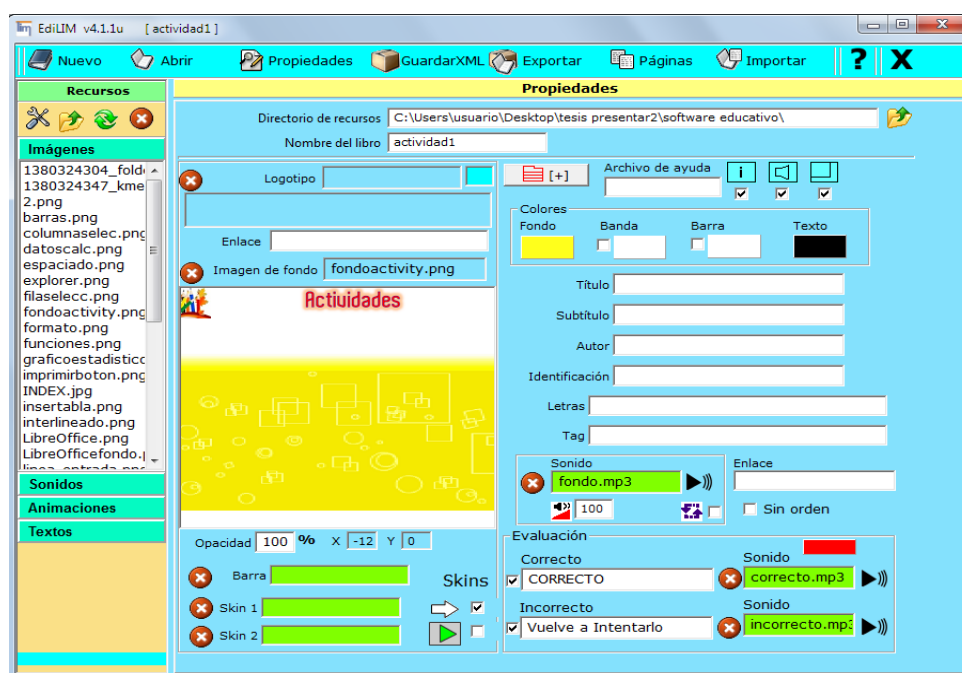 EdiLIM v4.1.1u [ actividad1 ]
Nuevo Abrir Propiedades GuardarXML Exportar Páginas Importar ? X
Recursos
Propiedades
Imágenes
1380324304_fold
1380324347_kme
2.png
barras.png
columnaselec.png
datoscalc.png
espaciado.png
explorer.png
filaselecc.png
fondoactivity.png
formato.png
funciones.png
graficoestadistico
imprimirboton.png
INDEX.jpg
insertabla.png
interlineado.png
LibreOffice.png
LibreOfficefondo.j
Sonidos
Animaciones
Textos
Directorio de recursos C:\Users\usuario\Desktop\tesis presentar2\software educativo\
Nombre del libro actividad1
Logotipo
Enlace
Imagen de fondo fondoactivity.png
Actividades
Opacidad 100 % X -12 Y 0
Barra
Skins
Skin 1
Skin 2
[+] Archivo de ayuda i
Colores
Fondo Banda Barra Texto
Título
Subtítulo
Autor
Identificación
Letras
Tag
Sonido Enlace
fondo.mp3
100 Sin orden
Evaluación
Correcto Sonido
CORRECTO correcto.mp3
Incorrecto Sonido
Vuelve a Intentarlo incorrecto.mp3